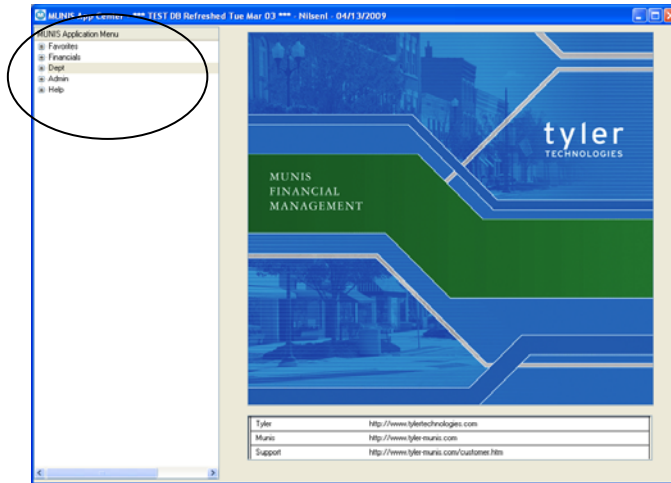 MUNIS App Center - *** TEST DB Refreshed Tue Mar 03 *** - Nilsenl - 04/13/2009
MUNIS Application Menu
Favorites
Financials
Dept
Admin
Help
tyler
TECHNOLOGIES
MUNIS
FINANCIAL
MANAGEMENT
Tyler http://www.tylertechnologies.com
Munis http://www.tyler-munis.com
Support http://www.tyler-munis.com/customer.htm